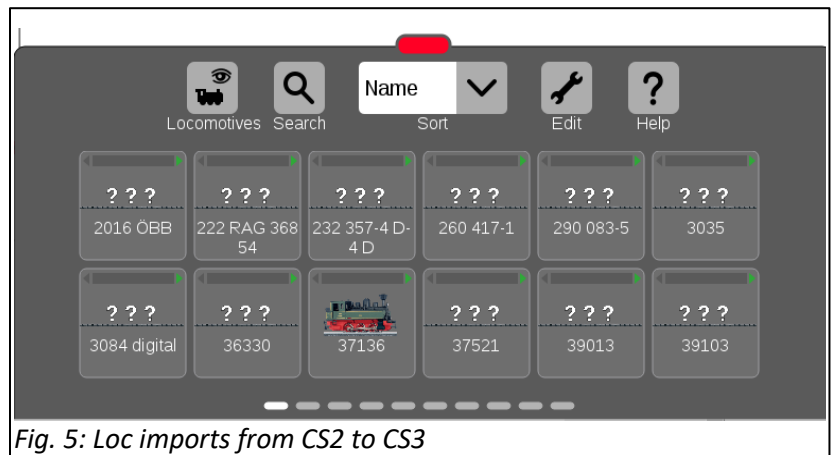 Name
Locomotives Search Sort Edit Help
? ? ? ? ? ? ? ? ? ? ? ? ? ? ? ? ? ?
2016 ÖBB 222 RAG 368 232 357-4 D- 260 417-1 290 083-5 3035
54 4 D
? ? ? ? ? ? ? ? ? ? ? ? ? ? ?
3084 digital 36330 37136 37521 39013 39103
Fig. 5: Loc imports from CS2 to CS3